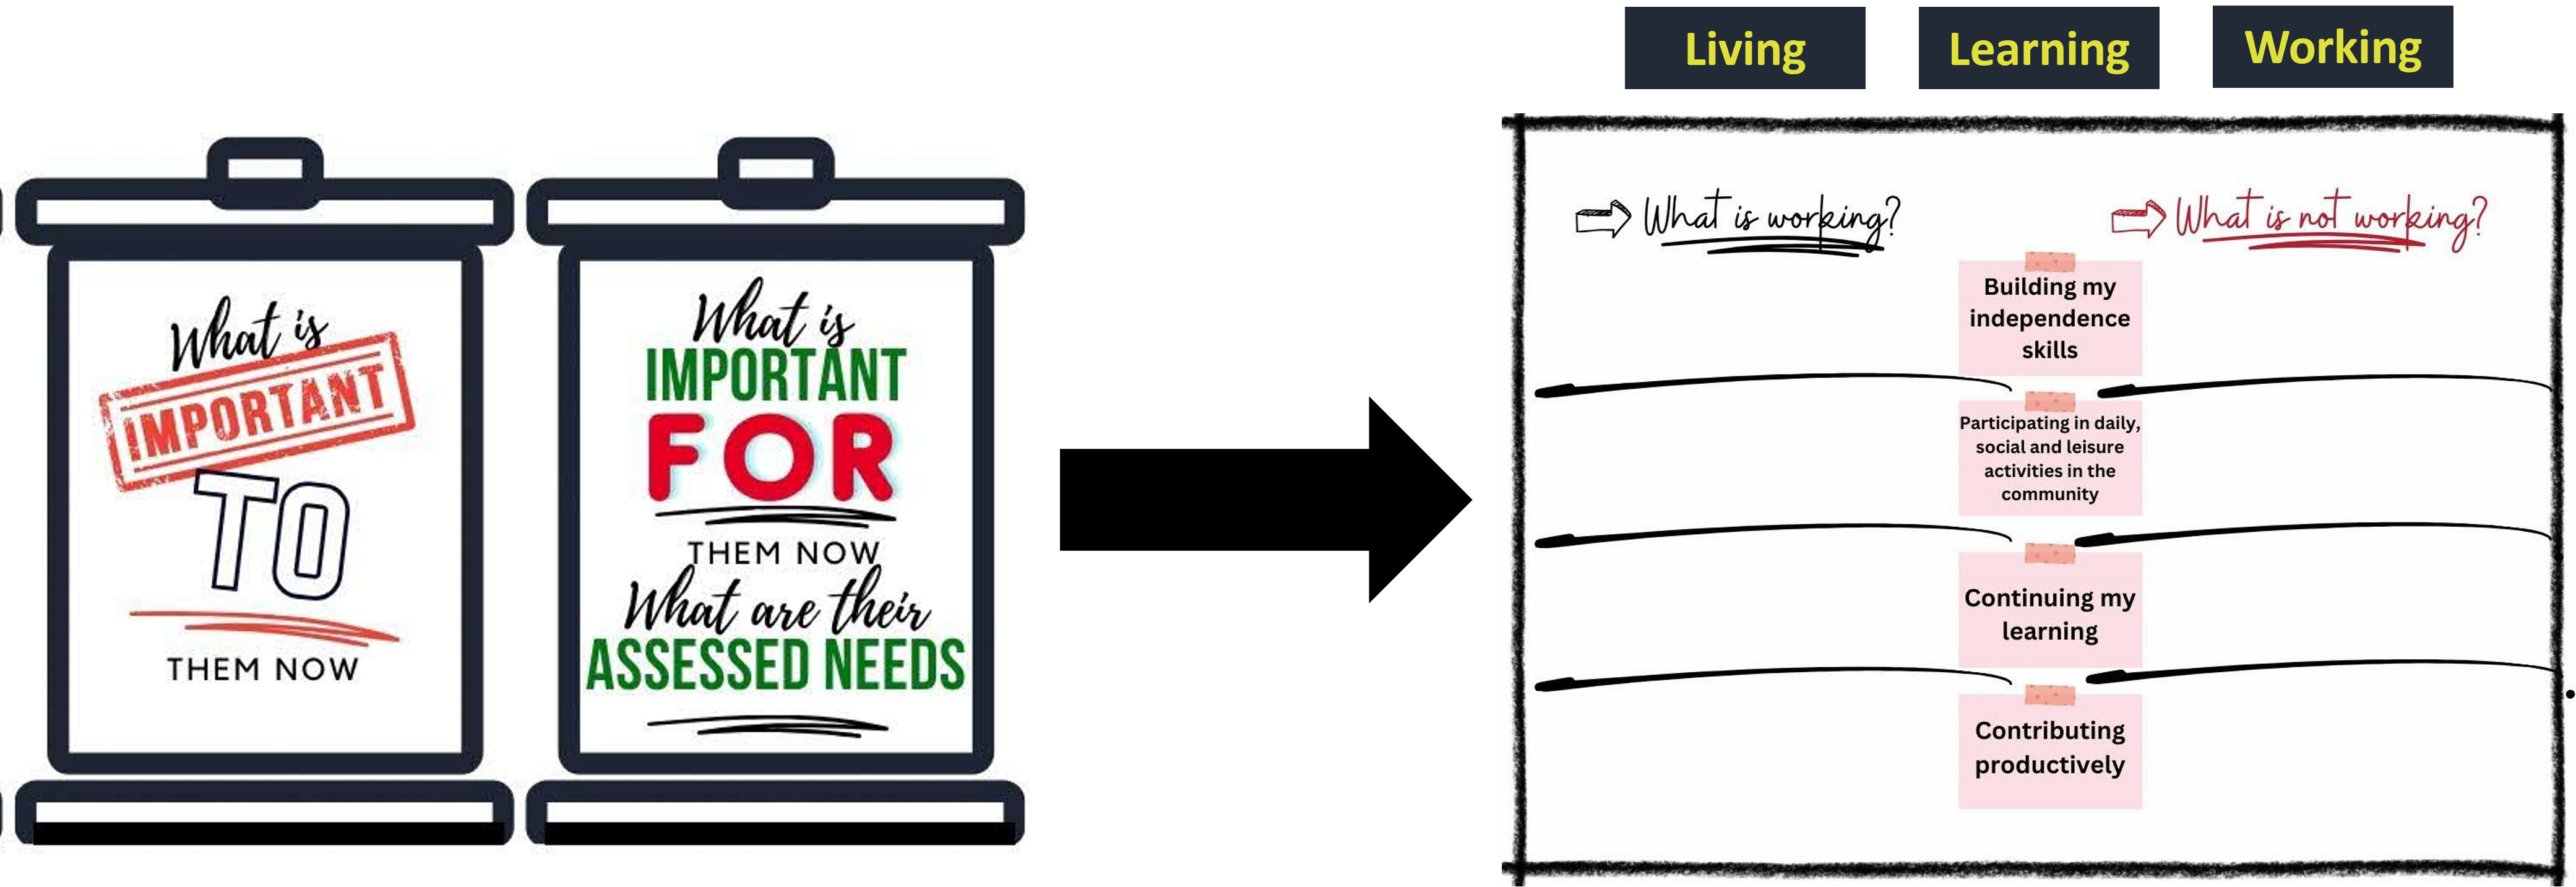 What is
IMPORTANT
TO
THEM NOW
What is
IMPORTANT
FOR
THEM NOW
What are their
ASSESSED NEEDS
Living
Learning
Working
What is working?
What is not working?
Building my
independence
skills
Participating in daily,
social and leisure
activities in the
community
Continuing my
learning
Contributing
productively